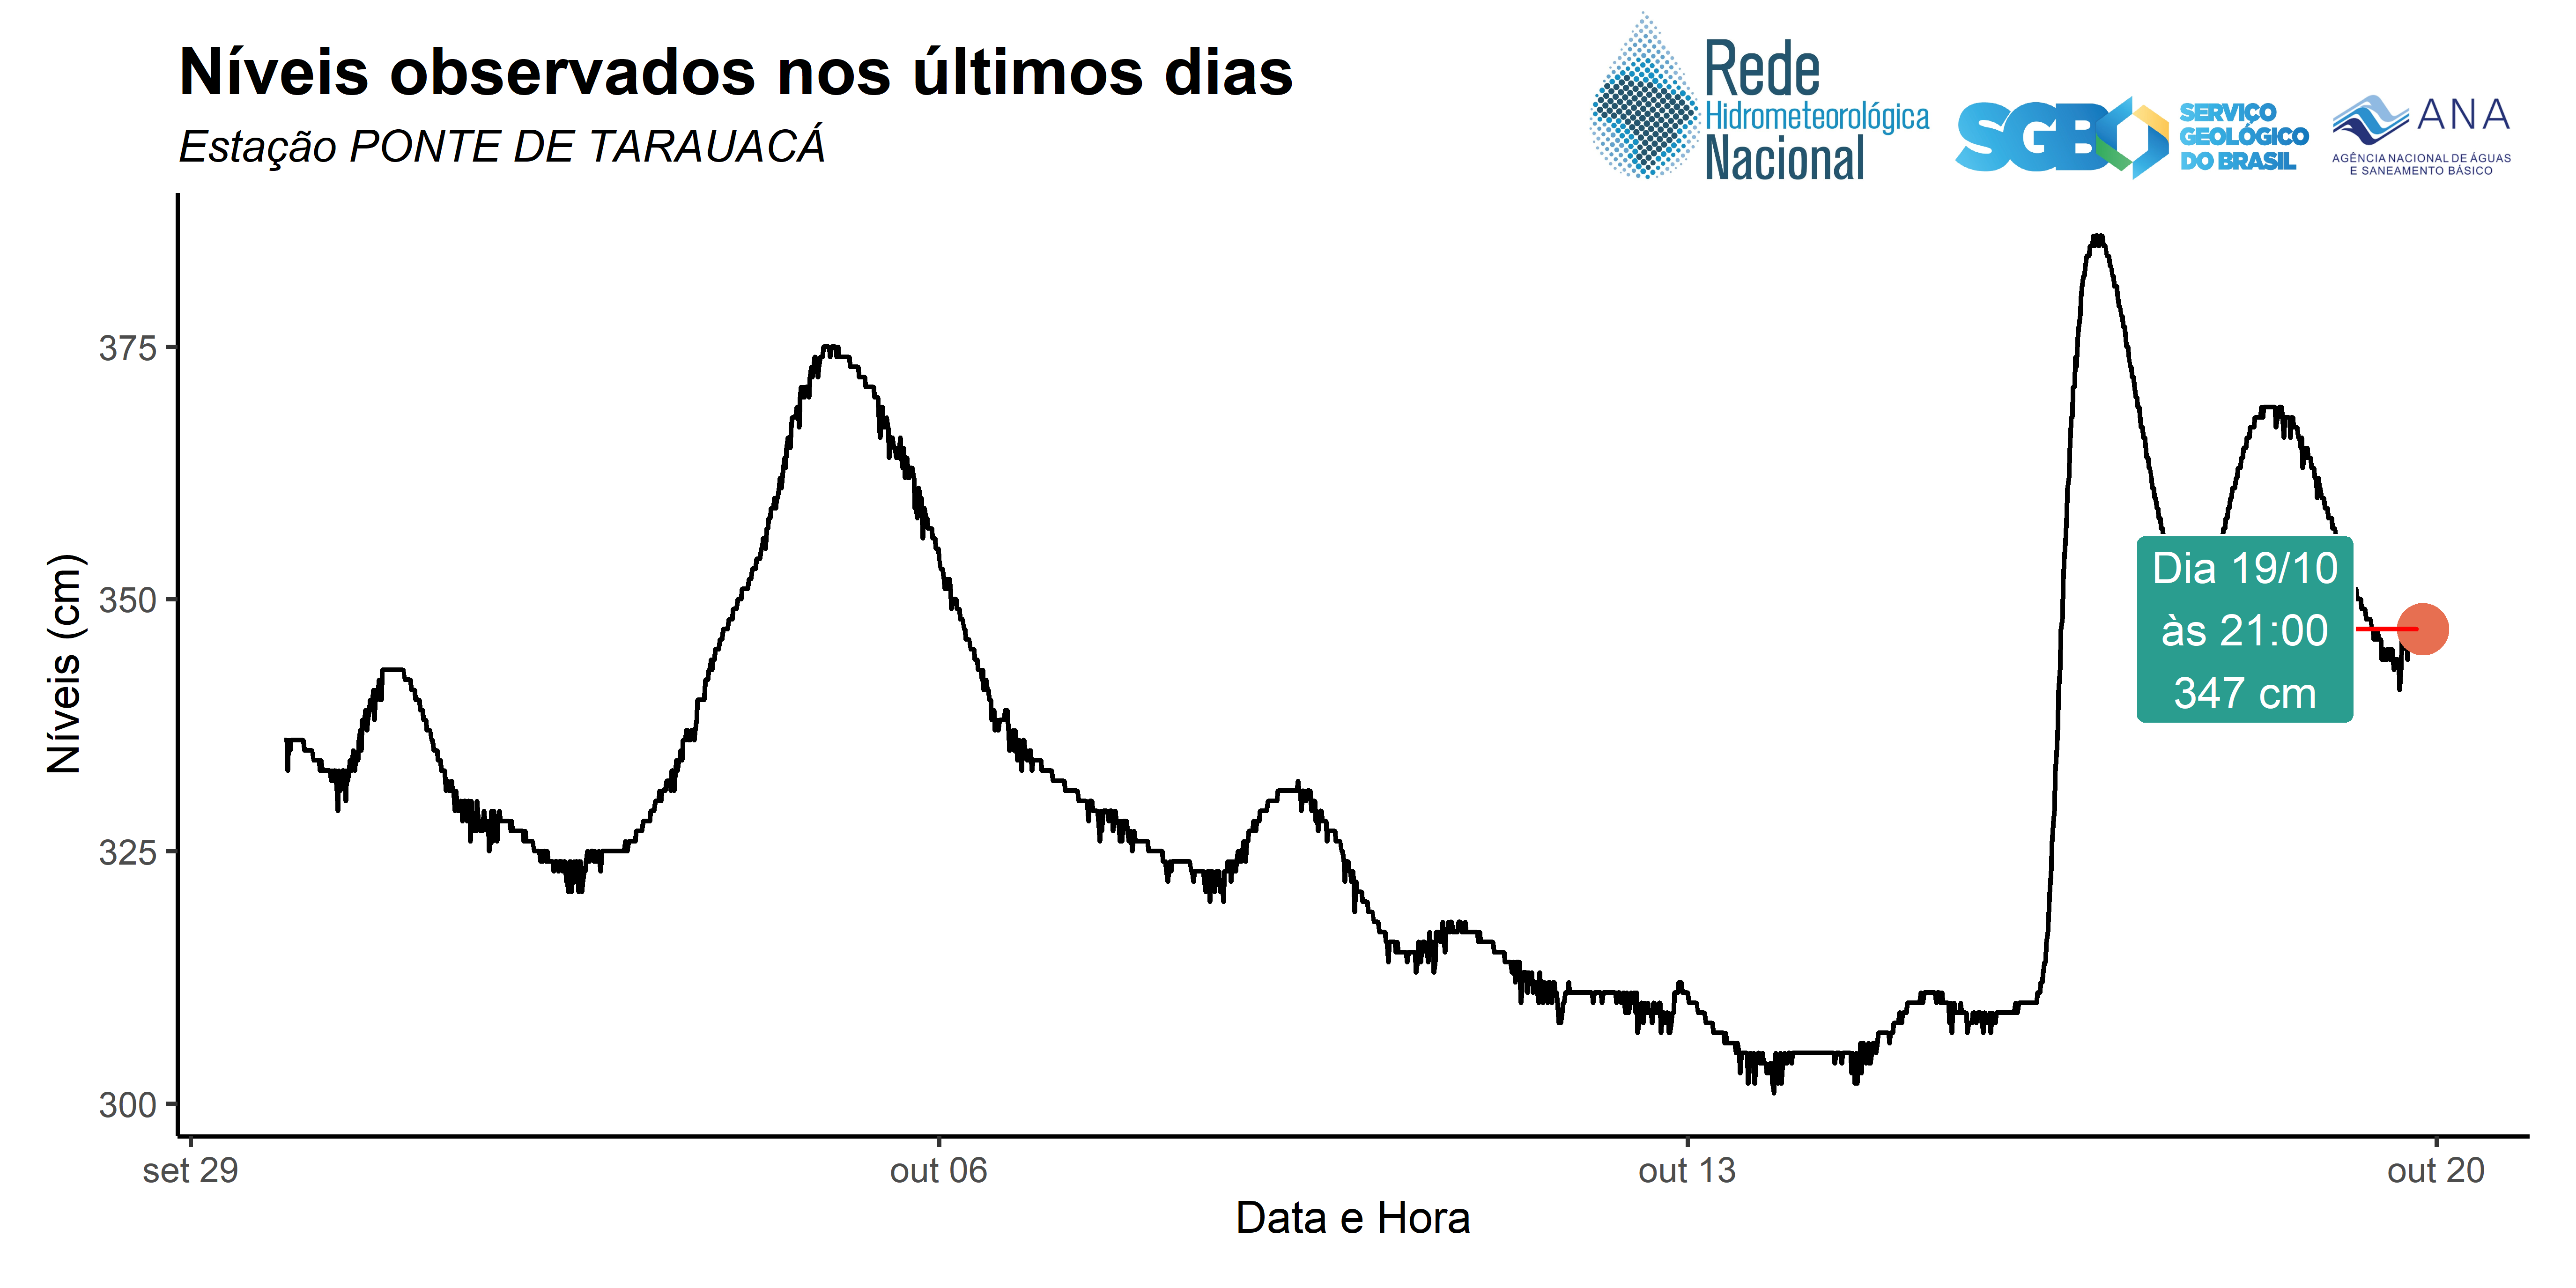 Níveis observados nos últimos dias
Estação PONTE DE TARAUACÁ
Rede
Hidrometeorológica
Nacional
SGB
SERVIÇO
GEOLÓGICO
DO BRASIL
ANA
AGÊNCIA NACIONAL DE ÁGUAS
E SANEAMENTO BÁSICO
Níveis (cm)
375
350
325
300
Dia 19/10
às 21:00
347 cm
set 29
out 06
out 13
out 20
Data e Hora